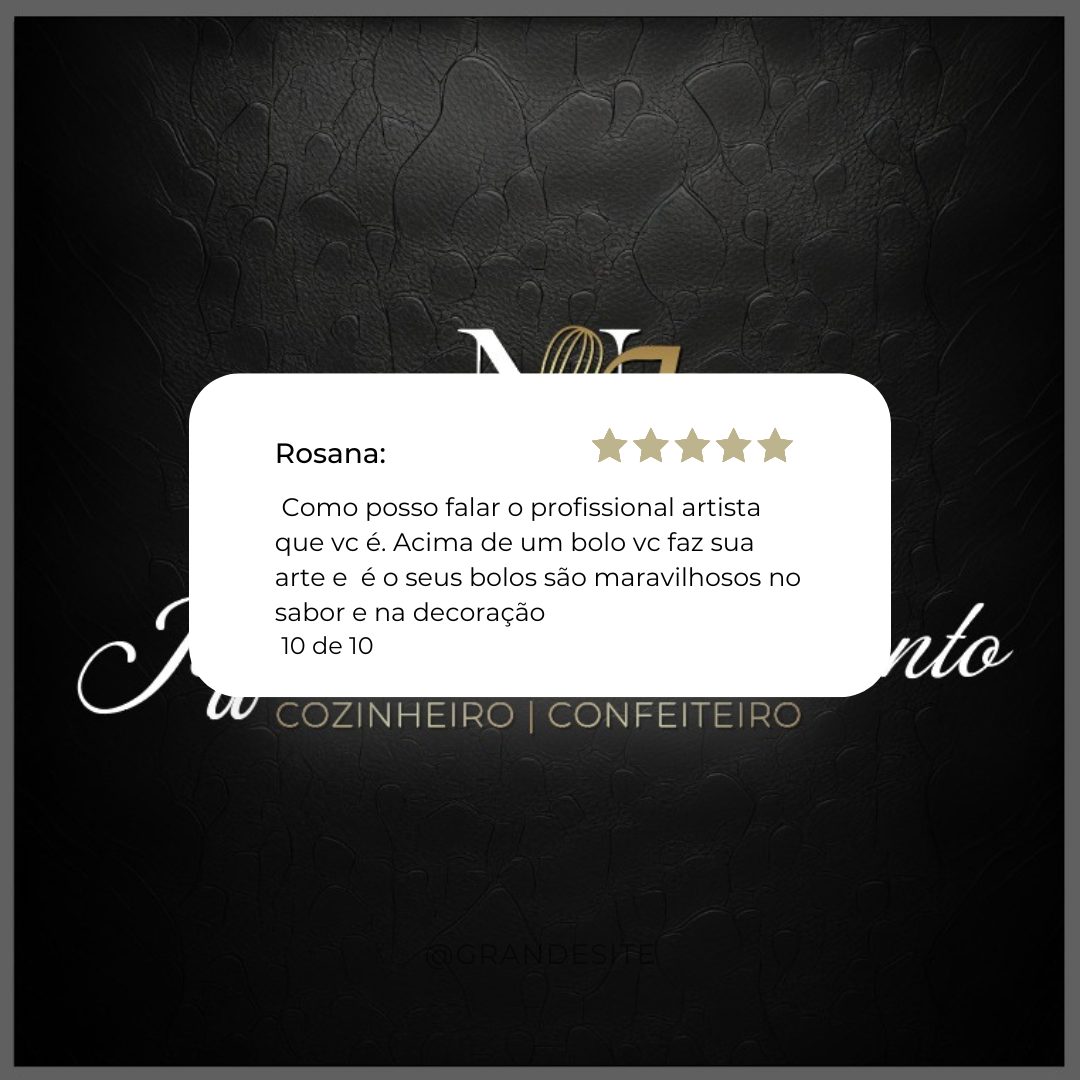 Rosana:
Como posso falar o profissional artista
que vc é. Acima de um bolo vc faz sua
arte e  é o seus bolos são maravilhosos no
sabor e na decoração
10 de 10
COZINHEIRO | CONFEITEIRO
@GRANDESITE